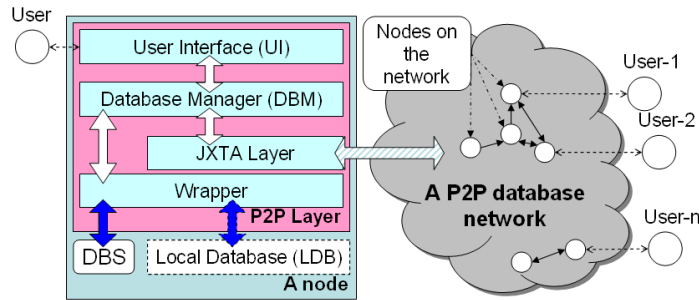 User
User Interface (UI)
Database Manager (DBM)
JXTA Layer
Wrapper
P2P Layer
DBS
Local Database (LDB)
A node
Nodes on
the
network
A P2P database
network
User-1
User-2
User-n